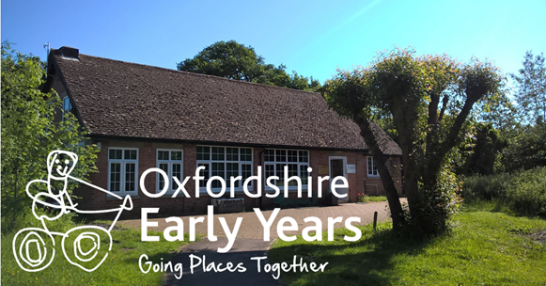 Oxfordshire
Early Years
Going Places Together